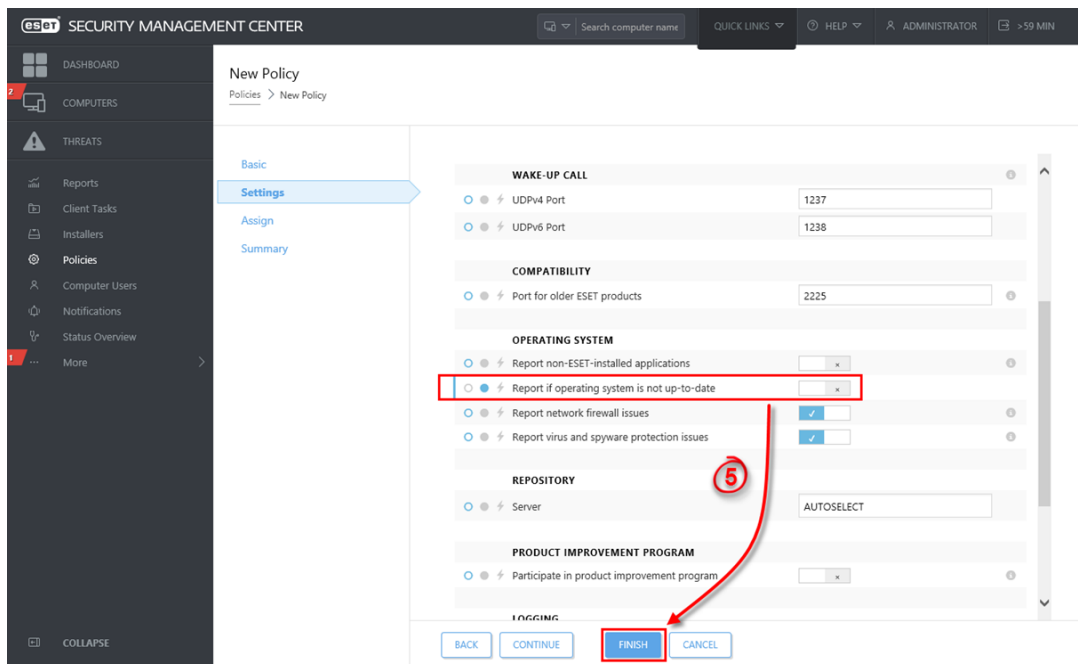 eset SECURITY MANAGEMENT CENTER
Search computer name
QUICK LINKS
HELP
ADMINISTRATOR
>59 MIN
DASHBOARD
2
COMPUTERS
THREATS
Reports
Client Tasks
Installers
Policies
Computer Users
Notifications
Status Overview
1
More
COLLAPSE
New Policy
Policies > New Policy
Basic
Settings
Assign
Summary
WAKE-UP CALL
UDPv4 Port 1237
UDPv6 Port 1238
COMPATIBILITY
Port for older ESET products 2225
OPERATING SYSTEM
Report non-ESET-installed applications
Report if operating system is not up-to-date
Report network firewall issues
Report virus and spyware protection issues
5
REPOSITORY
Server AUTOSELECT
PRODUCT IMPROVEMENT PROGRAM
Participate in product improvement program
LOGGING
BACK CONTINUE FINISH CANCEL